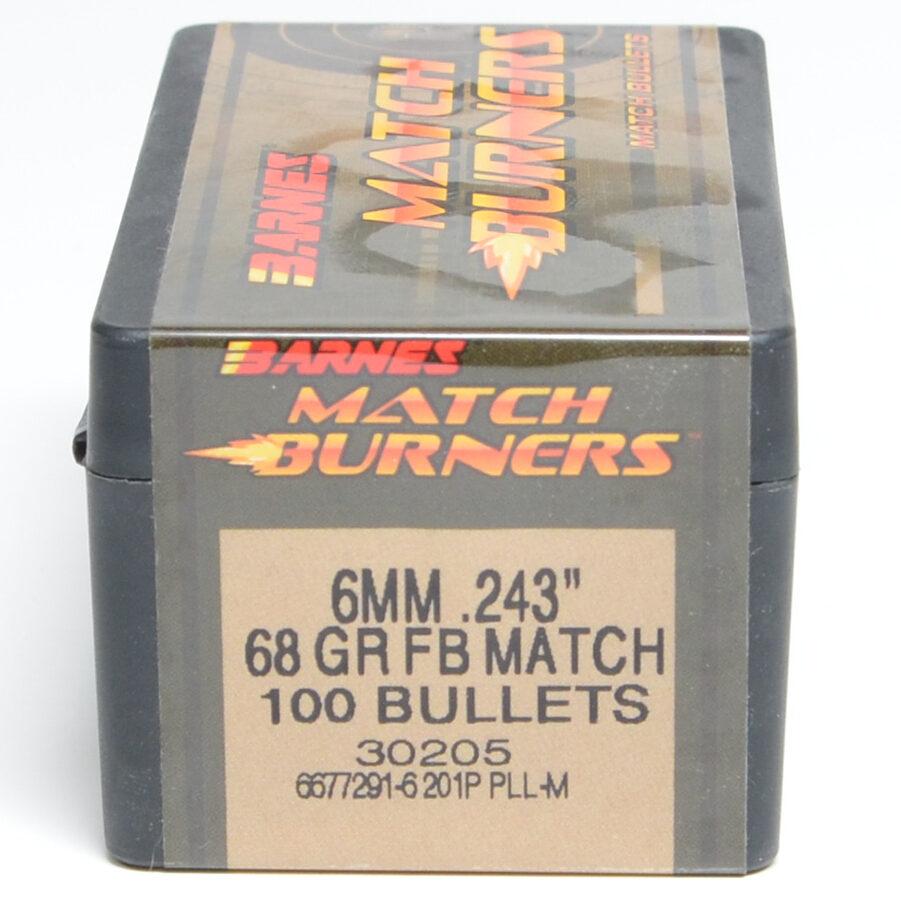 BARNES
MATCH
BURNERS
MATCH BULLETS
BARNES
MATCH
BURNERS™
6MM .243"
68 GR FB MATCH
100 BULLETS
30205
6677291-6 201P PLL-M